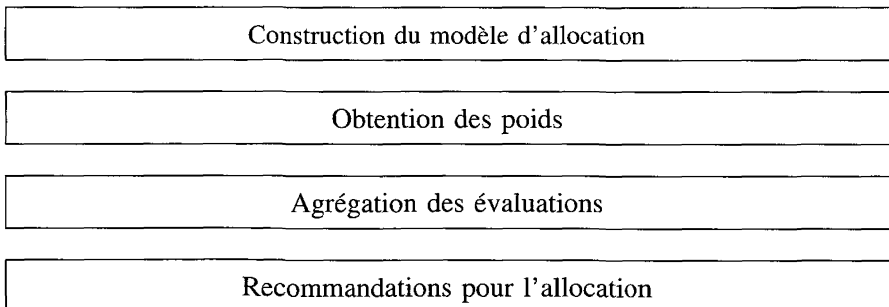 Construction du modèle d'allocation
Obtention des poids
Agrégation des évaluations
Recommandations pour l'allocation